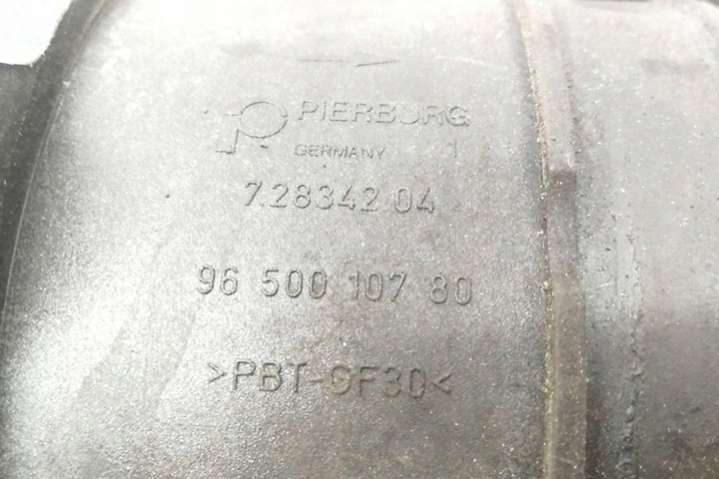 PIERBURG
GERMANY
7.28342 04
96 500 107 80
>PBT-GF30<